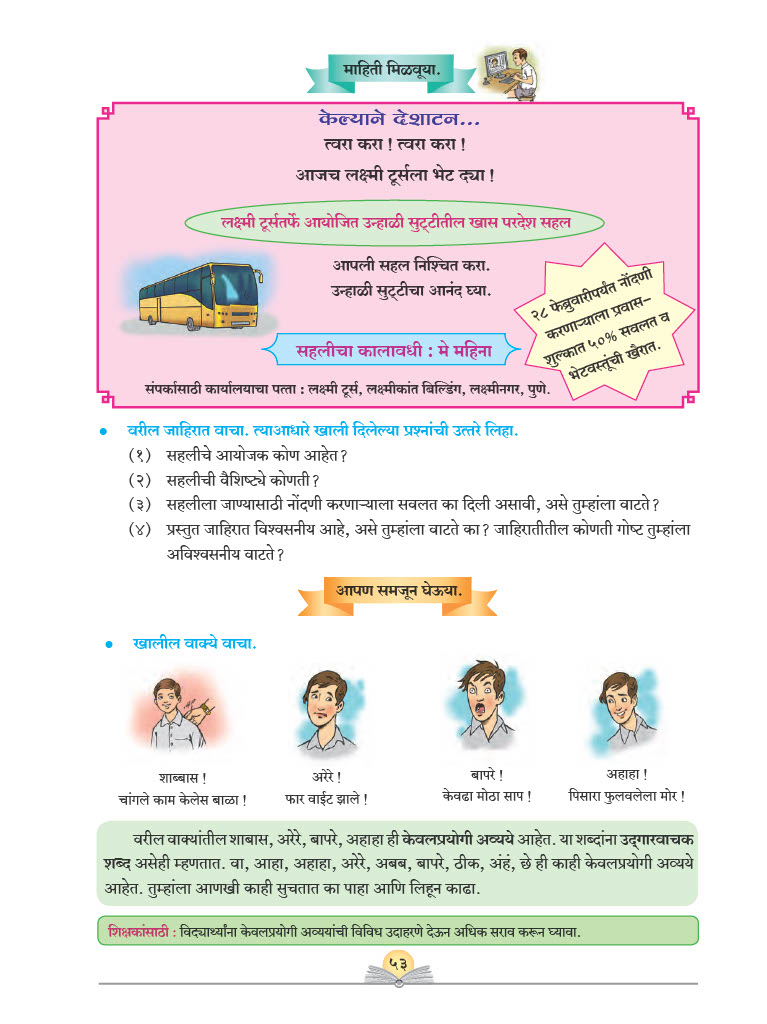 माहिती मिळवूया.
केल्याने देशाटन...
त्वरा करा ! त्वरा करा !
आजच लक्ष्मी टूर्सला भेट द्या !
लक्ष्मी टूर्सतर्फे आयोजित उन्हाळी सुट्टीतील खास परदेश सहल
आपली सहल निश्चित करा.
उन्हाळी सुट्टीचा आनंद घ्या.
२८ फेब्रुवारीपर्यंत नोंदणी
करणाऱ्याला प्रवास-
शुल्कात ५०% सवलत व
भेटवस्तूंची खैरात.
सहलीचा कालावधी : मे महिना
संपर्कासाठी कार्यालयाचा पत्ता : लक्ष्मी टूर्स, लक्ष्मीकांत बिल्डिंग, लक्ष्मीनगर, पुणे.
● वरील जाहिरात वाचा. त्याआधारे खाली दिलेल्या प्रश्नांची उत्तरे लिहा.
(१) सहलीचे आयोजक कोण आहेत ?
(२) सहलीची वैशिष्ट्ये कोणती ?
(३) सहलीला जाण्यासाठी नोंदणी करणाऱ्याला सवलत का दिली असावी, असे तुम्हांला वाटते ?
(४) प्रस्तुत जाहिरात विश्वसनीय आहे, असे तुम्हांला वाटते का ? जाहिरातीतील कोणती गोष्ट तुम्हांला
अविश्वसनीय वाटते ?
आपण समजून घेऊया.
● खालील वाक्ये वाचा.
शाब्बास !
चांगले काम केलेस बाळा !
अरेरे !
फार वाईट झाले !
बापरे !
केवढा मोठा साप !
अहाहा !
पिसारा फुलवलेला मोर !
वरील वाक्यांतील शाबास, अरेरे, बापरे, अहाहा ही केवलप्रयोगी अव्यये आहेत. या शब्दांना उद्गारवाचक
शब्द असेही म्हणतात. वा, आहा, अहाहा, अरेरे, अबब, बापरे, ठीक, अंहं, छे ही काही केवलप्रयोगी अव्यये
आहेत. तुम्हांला आणखी काही सुचतात का पाहा आणि लिहून काढा.
शिक्षकांसाठी : विद्यार्थ्यांना केवलप्रयोगी अव्ययांची विविध उदाहरणे देऊन अधिक सराव करून घ्यावा.
५३